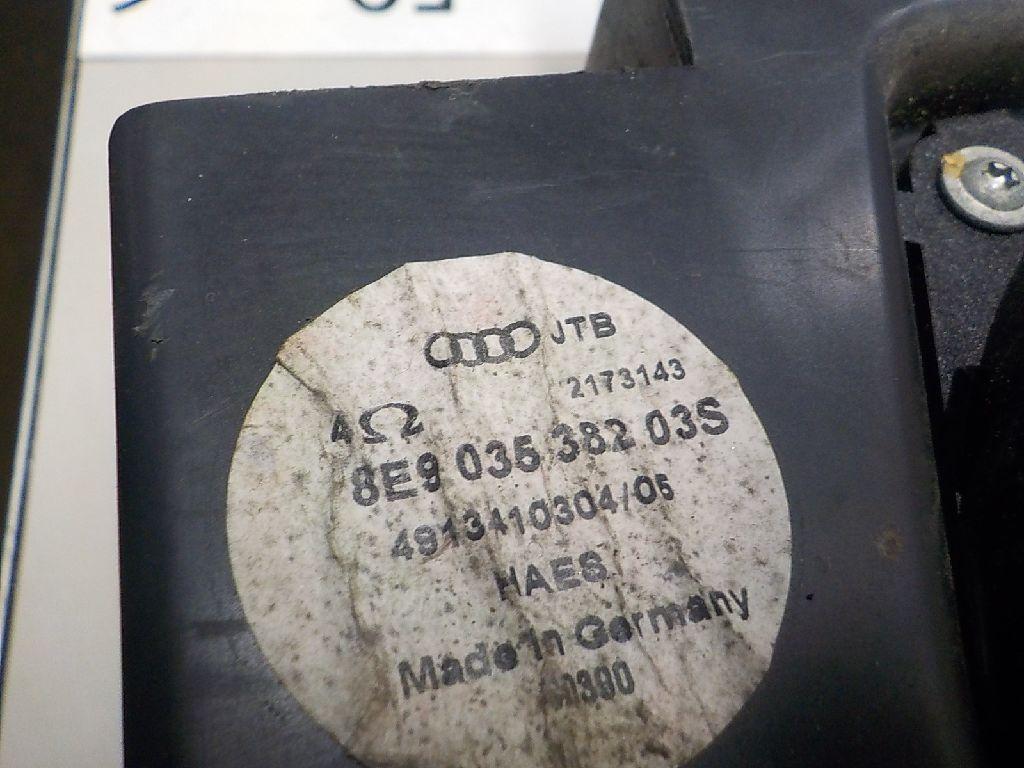 JTB
2173143
4Ω
8E9 035 382 03S
4913410304/05
HAES
Made in Germany